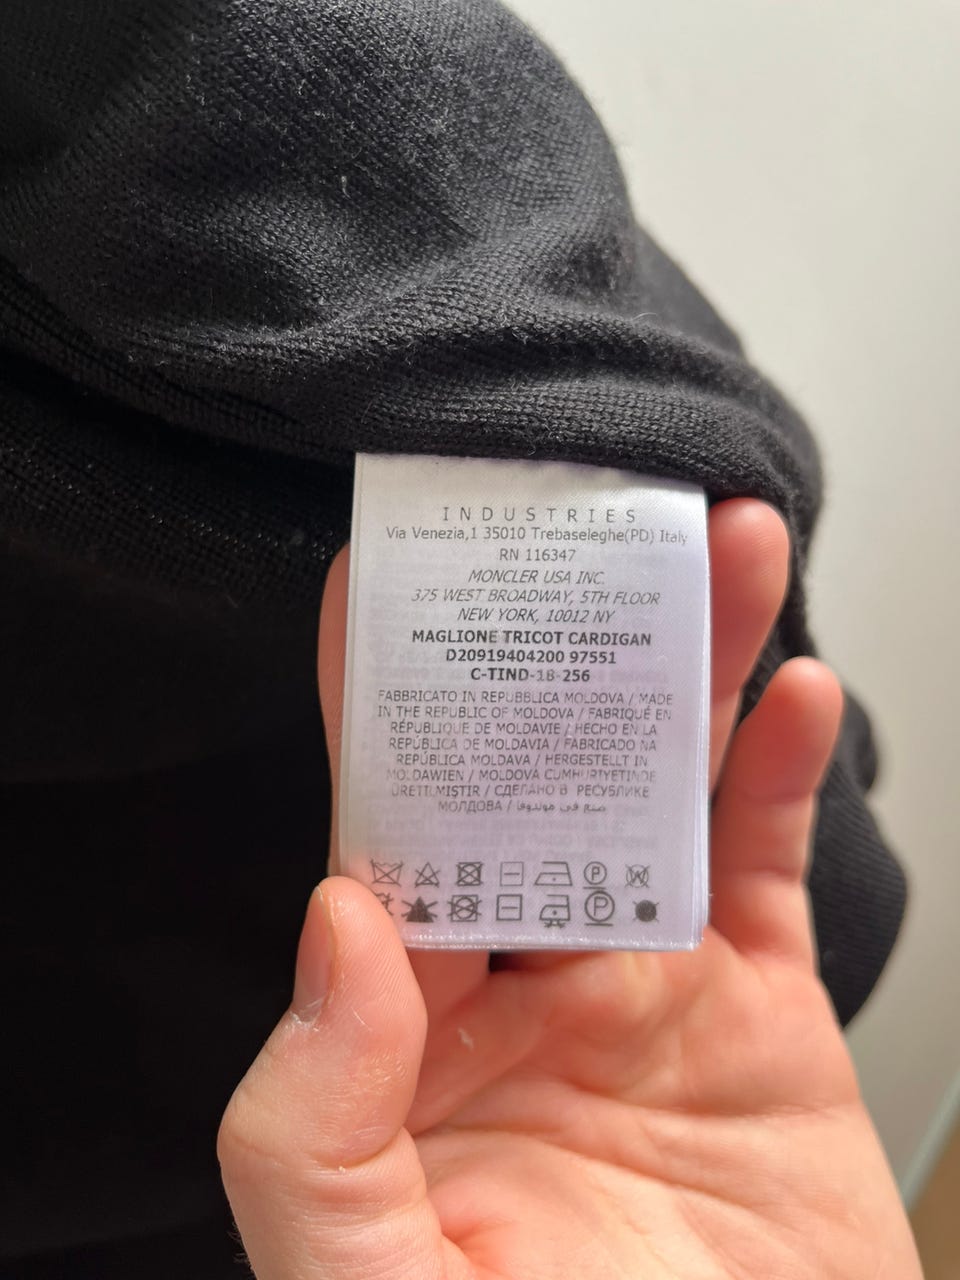 INDUSTRIES
Via Venezia,1 35010 Trebaseleghe(PD) Italy
RN 116347
MONCLER USA INC.
375 WEST BROADWAY, 5TH FLOOR
NEW YORK, 10012 NY
MAGLIONE TRICOT CARDIGAN
D20919404200 97551
C-TIND-18-256
FABBRICATO IN REPUBBLICA MOLDOVA / MADE
IN THE REPUBLIC OF MOLDOVA / FABRIQUÉ EN
RÉPUBLIQUE DE MOLDAVIE / HECHO EN LA
REPÚBLICA DE MOLDAVIA / FABRICADO NA
REPÚBLICA MOLDAVA / HERGESTELLT IN
MOLDAWIEN / MOLDOVA CUMHURİYETİNDE
ÜRETİLMİŞTİR / СДЕЛАНО В РЕСПУБЛИКЕ
МОЛДОВА / صنع في مولدوفا
P W
P